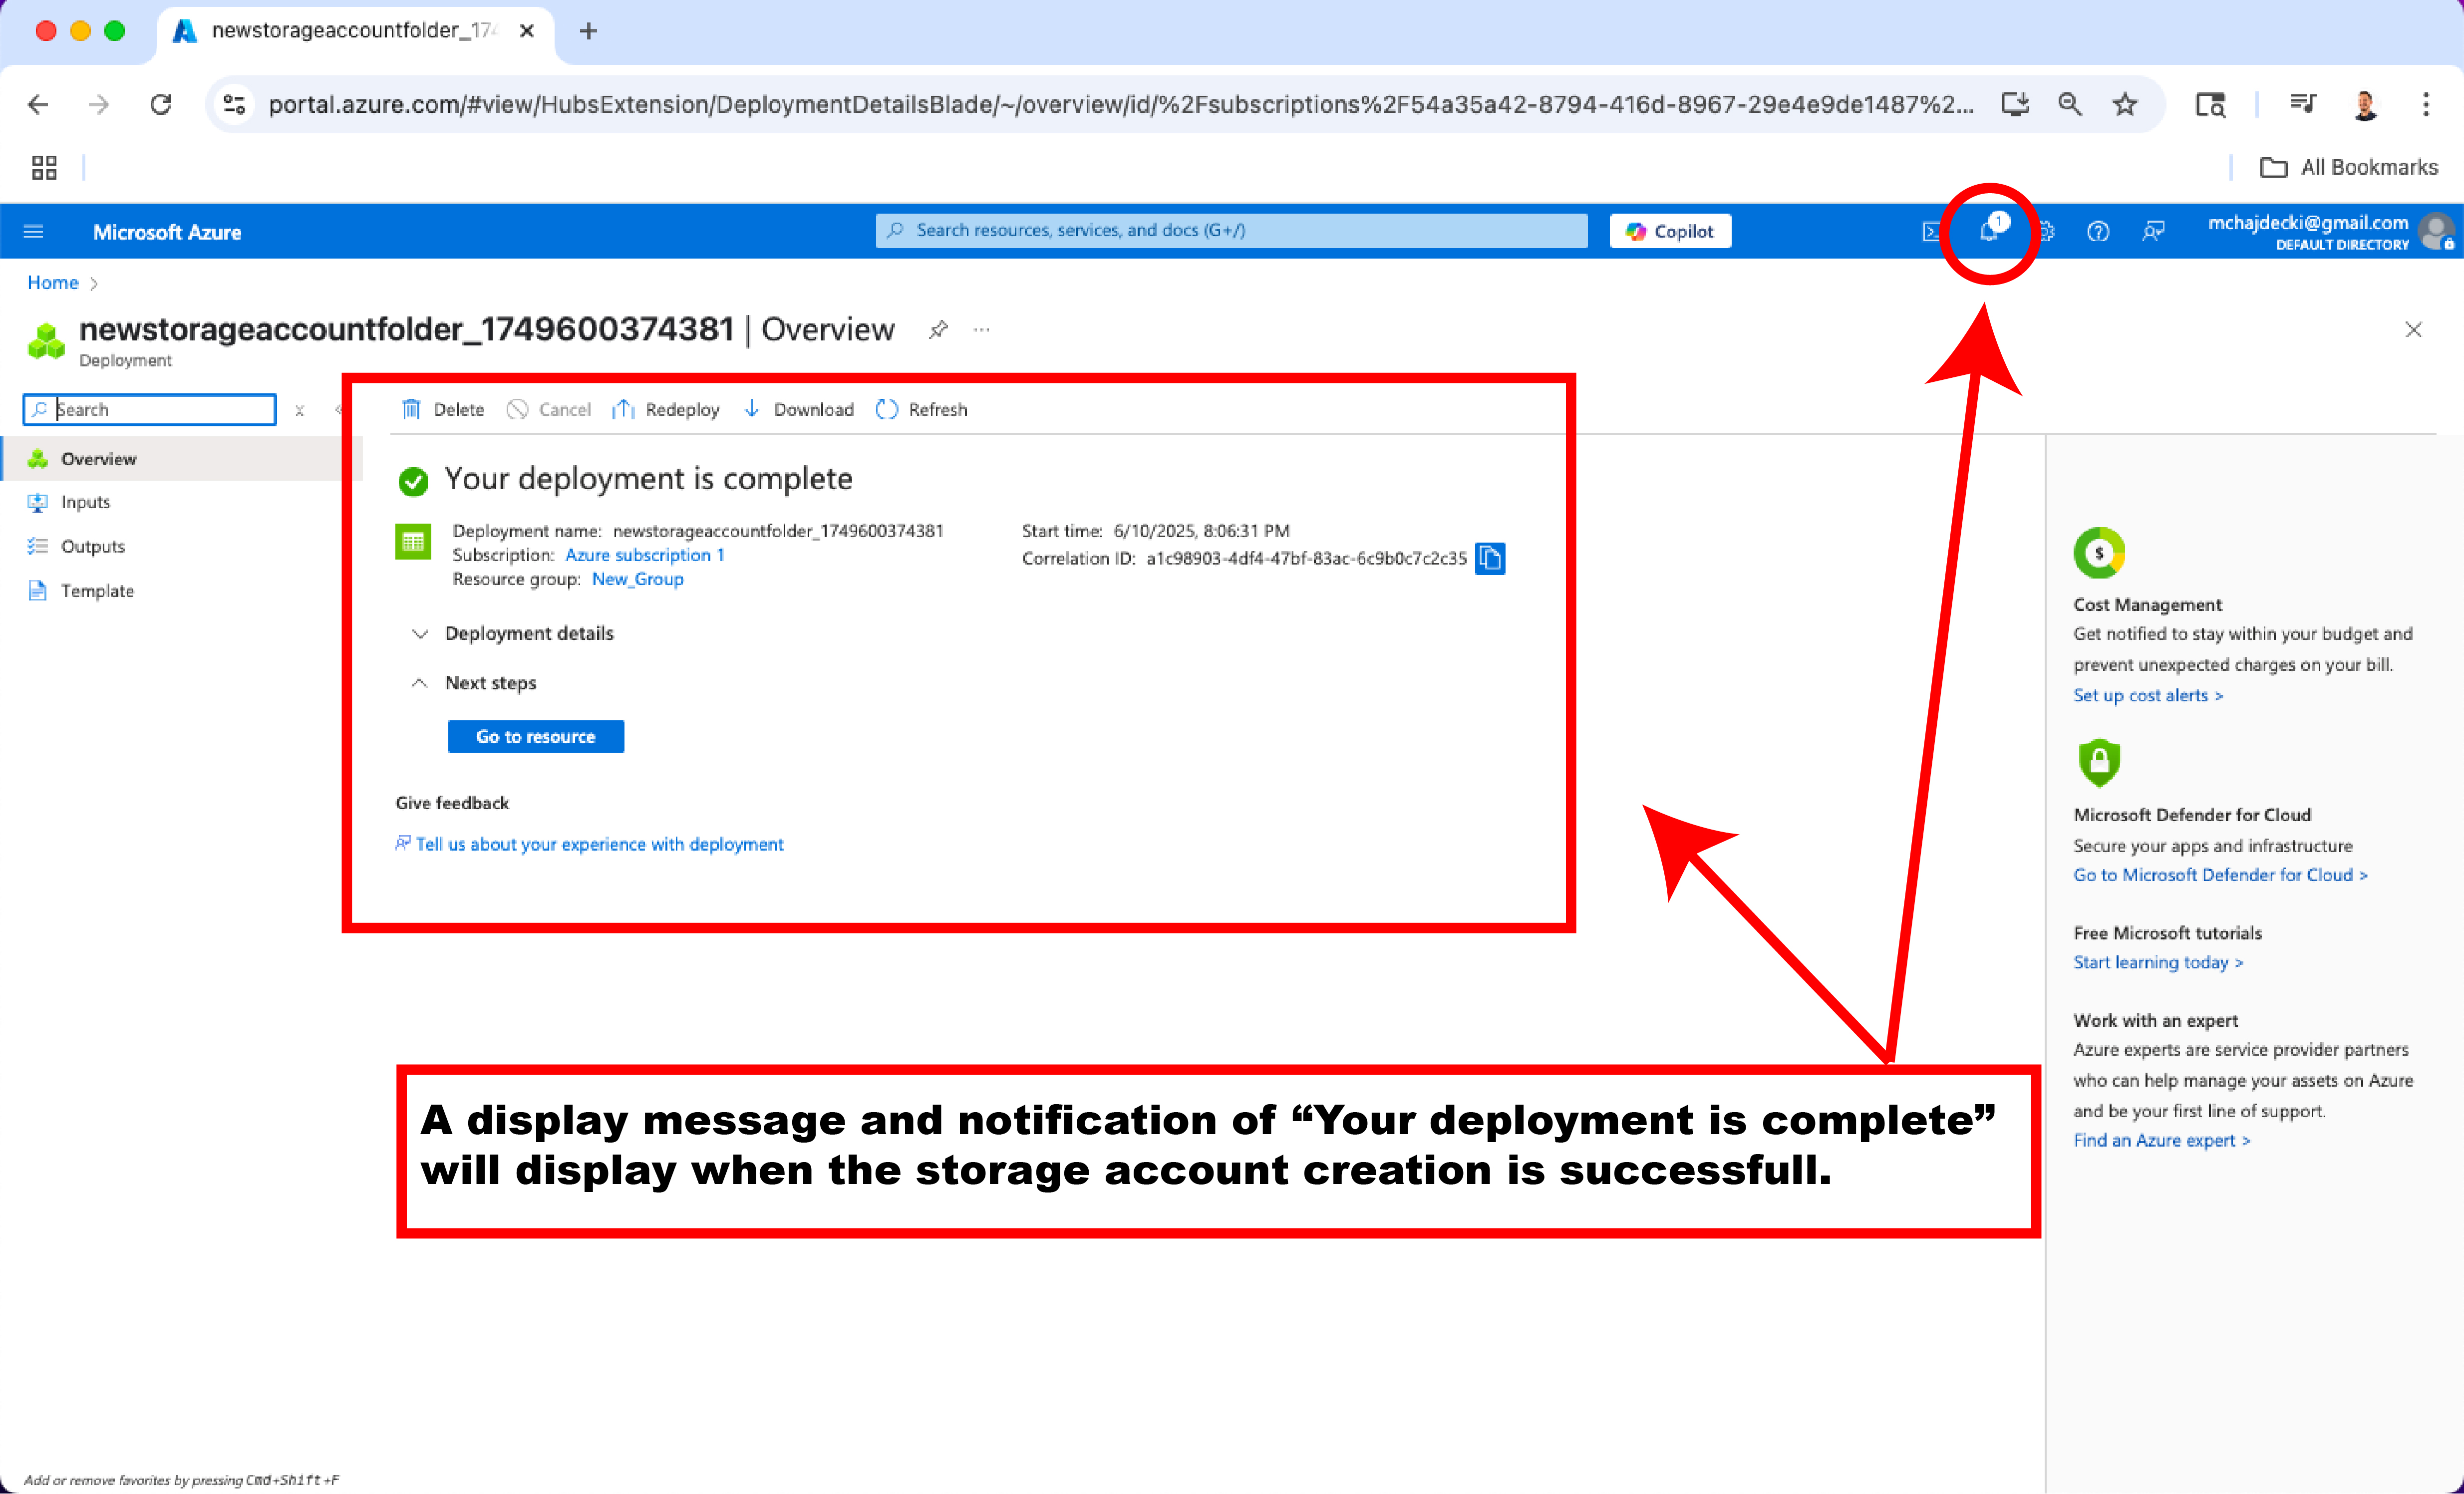 newstorageaccountfolder_174
portal.azure.com/#view/HubsExtension/DeploymentDetailsBlade/~/overview/id/%2Fsubscriptions%2F54a35a42-8794-416d-8967-29e4e9de1487%2...
All Bookmarks
Microsoft Azure
Search resources, services, and docs (G+/)
Copilot
1
mchajdecki@gmail.com
DEFAULT DIRECTORY
Home
newstorageaccountfolder_1749600374381 | Overview
Deployment
Search
Overview
Inputs
Outputs
Template
Delete
Cancel
Redeploy
Download
Refresh
Your deployment is complete
Deployment name: newstorageaccountfolder_1749600374381
Subscription: Azure subscription 1
Resource group: New_Group
Start time: 6/10/2025, 8:06:31 PM
Correlation ID: a1c98903-4df4-47bf-83ac-6c9b0c7c2c35
Deployment details
Next steps
Go to resource
Give feedback
Tell us about your experience with deployment
$
Cost Management
Get notified to stay within your budget and
prevent unexpected charges on your bill.
Set up cost alerts >
Microsoft Defender for Cloud
Secure your apps and infrastructure
Go to Microsoft Defender for Cloud >
Free Microsoft tutorials
Start learning today >
Work with an expert
Azure experts are service provider partners
who can help manage your assets on Azure
and be your first line of support.
Find an Azure expert >
A display message and notification of “Your deployment is complete”
will display when the storage account creation is successfull.
Add or remove favorites by pressing Cmd+Shift+F